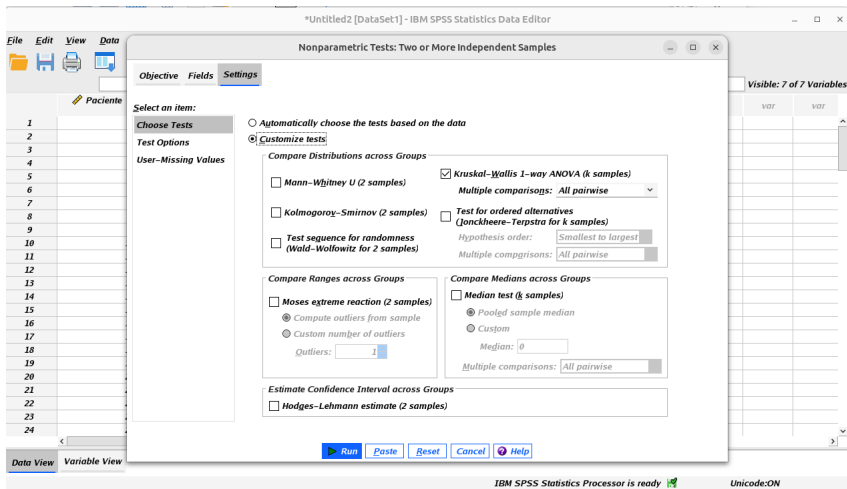 *Untitled2 [DataSet1] - IBM SPSS Statistics Data Editor
File Edit View Data
Nonparametric Tests: Two or More Independent Samples
Visible: 7 of 7 Variables
Objective Fields Settings
Paciente
var var
Select an item:
Choose Tests
Test Options
User-Missing Values
Automatically choose the tests based on the data
Customize tests
Compare Distributions across Groups
Mann-Whitney U (2 samples)
Kruskal-Wallis 1-way ANOVA (k samples)
Multiple comparisons: All pairwise
Kolmogorov-Smirnov (2 samples)
Test for ordered alternatives
(Jonckheere-Terpstra for k samples)
Test sequence for randomness
(Wald-Wolfowitz for 2 samples)
Hypothesis order: Smallest to largest
Multiple comparisons: All pairwise
Compare Ranges across Groups
Moses extreme reaction (2 samples)
Compute outliers from sample
Custom number of outliers
Outliers: 1
Compare Medians across Groups
Median test (k samples)
Pooled sample median
Custom
Median: 0
Multiple comparisons: All pairwise
Estimate Confidence Interval across Groups
Hodges-Lehmann estimate (2 samples)
Run Paste Reset Cancel Help
1
2
3
4
5
6
7
8
9
10
11
12
13
14
15
16
17
18
19
20
21
22
23
24
Data View Variable View
IBM SPSS Statistics Processor is ready
Unicode:ON